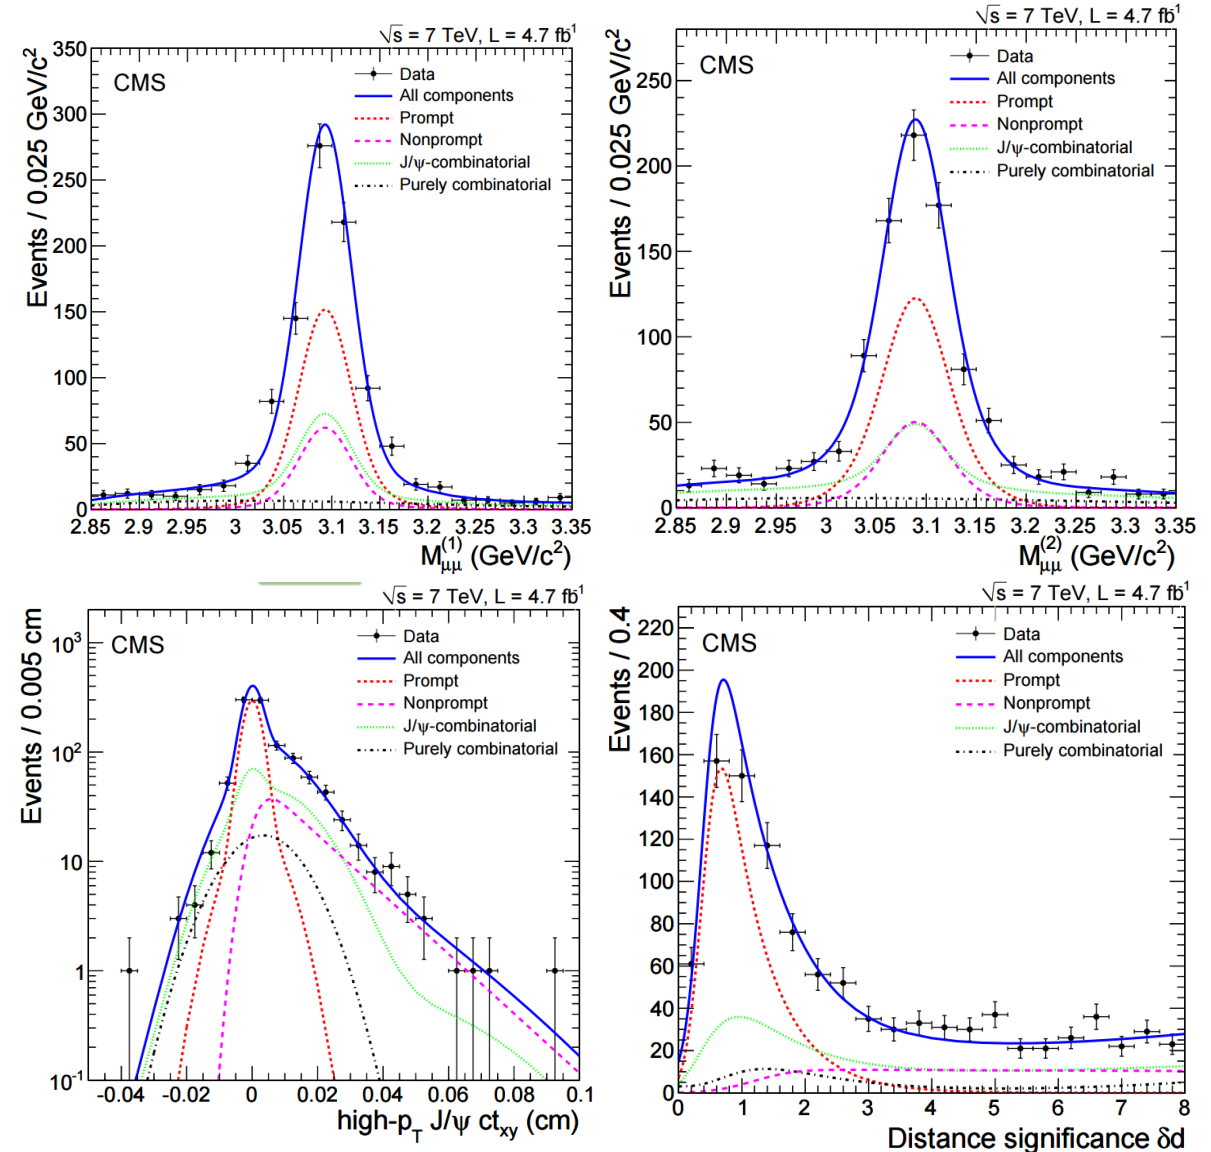 √s = 7 TeV, L = 4.7 fb⁻¹
CMS
Data
All components
Prompt
Nonprompt
J/ψ-combinatorial
Purely combinatorial
Events / 0.025 GeV/c²
350
300
250
200
150
100
50
0
2.85 2.9 2.95 3 3.05 3.1 3.15 3.2 3.25 3.3 3.35
M_μμ^(1) (GeV/c²)
√s = 7 TeV, L = 4.7 fb⁻¹
CMS
Data
All components
Prompt
Nonprompt
J/ψ-combinatorial
Purely combinatorial
Events / 0.025 GeV/c²
250
200
150
100
50
0
2.85 2.9 2.95 3 3.05 3.1 3.15 3.2 3.25 3.3 3.35
M_μμ^(2) (GeV/c²)
√s = 7 TeV, L = 4.7 fb⁻¹
CMS
Data
All components
Prompt
Nonprompt
J/ψ-combinatorial
Purely combinatorial
Events / 0.005 cm
10³
10²
10
1
10⁻¹
-0.04 -0.02 0 0.02 0.04 0.06 0.08 0.1
high-p_T J/ψ ct_xy (cm)
√s = 7 TeV, L = 4.7 fb⁻¹
CMS
Data
All components
Prompt
Nonprompt
J/ψ-combinatorial
Purely combinatorial
Events / 0.4
220
200
180
160
140
120
100
80
60
40
20
0
0 1 2 3 4 5 6 7 8
Distance significance δd